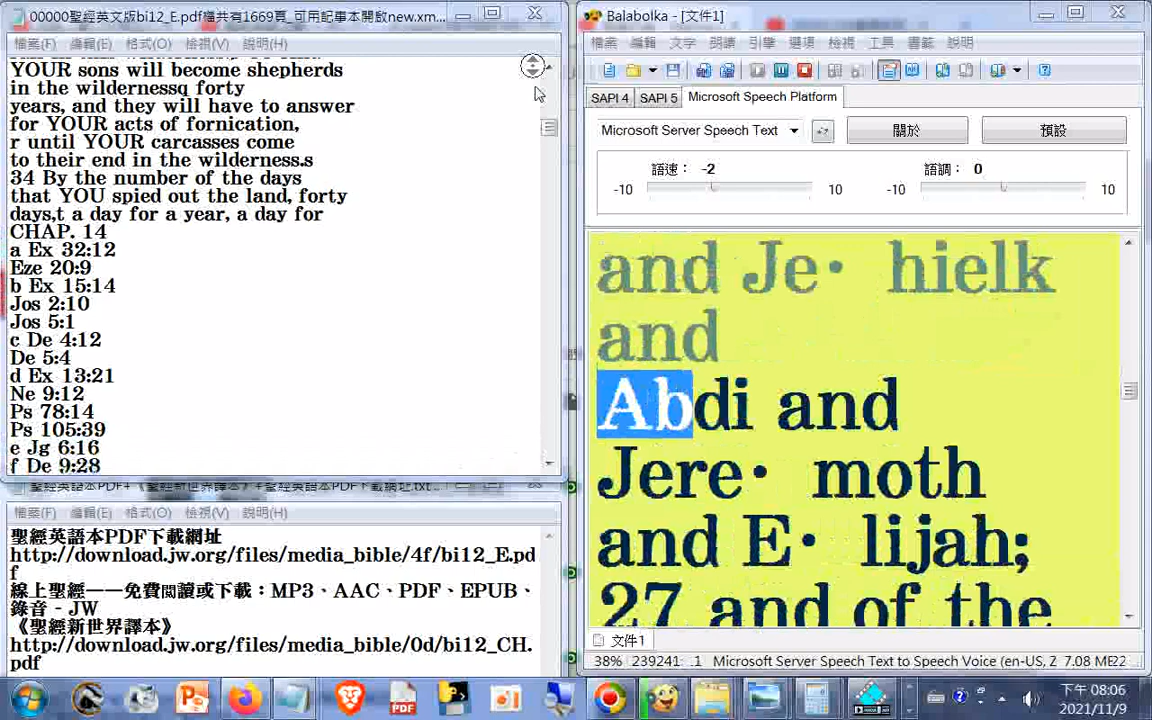 00000聖經英文版bi12_E.pdf檔共有1669頁_可用記事本開啟new.xm...
檔案(F) 編輯(E) 格式(O) 檢視(V) 說明(H)
YOUR sons will become shepherds
in the wildernessq forty
years, and they will have to answer
for YOUR acts of fornication,
r until YOUR carcasses come
to their end in the wilderness.s
34 By the number of the days
that YOU spied out the land, forty
days,t a day for a year, a day for
CHAP. 14
a Ex 32:12
Eze 20:9
b Ex 15:14
Jos 2:10
Jos 5:1
c De 4:12
De 5:4
d Ex 13:21
Ne 9:12
Ps 78:14
Ps 105:39
e Jg 6:16
f De 9:28
聖經英語本PDF+《聖經新世界譯本》+聖經英語本PDF下載網址.txt...
檔案(F) 編輯(E) 格式(O) 檢視(V) 說明(H)
聖經英語本PDF下載網址
http://download.jw.org/files/media_bible/4f/bi12_E.pd
f
線上聖經——免費閱讀或下載：MP3、AAC、PDF、EPUB、
錄音 - JW
《聖經新世界譯本》
http://download.jw.org/files/media_bible/0d/bi12_CH.
pdf
Balabolka - [文件1]
檔案 編輯 文字 朗讀 引擎 選項 檢視 工具 書籤 說明
SAPI 4 SAPI 5 Microsoft Speech Platform
Microsoft Server Speech Text 關於 預設
語速： -2 語調： 0
-10 10 -10 10
and Je· hielk
and
Abdi and
Jere· moth
and E· lijah;
27 and of the
文件1
38% 239241: .1 Microsoft Server Speech Text to Speech Voice (en-US, Z 7.08 ME22
下午 08:06
2021/11/9